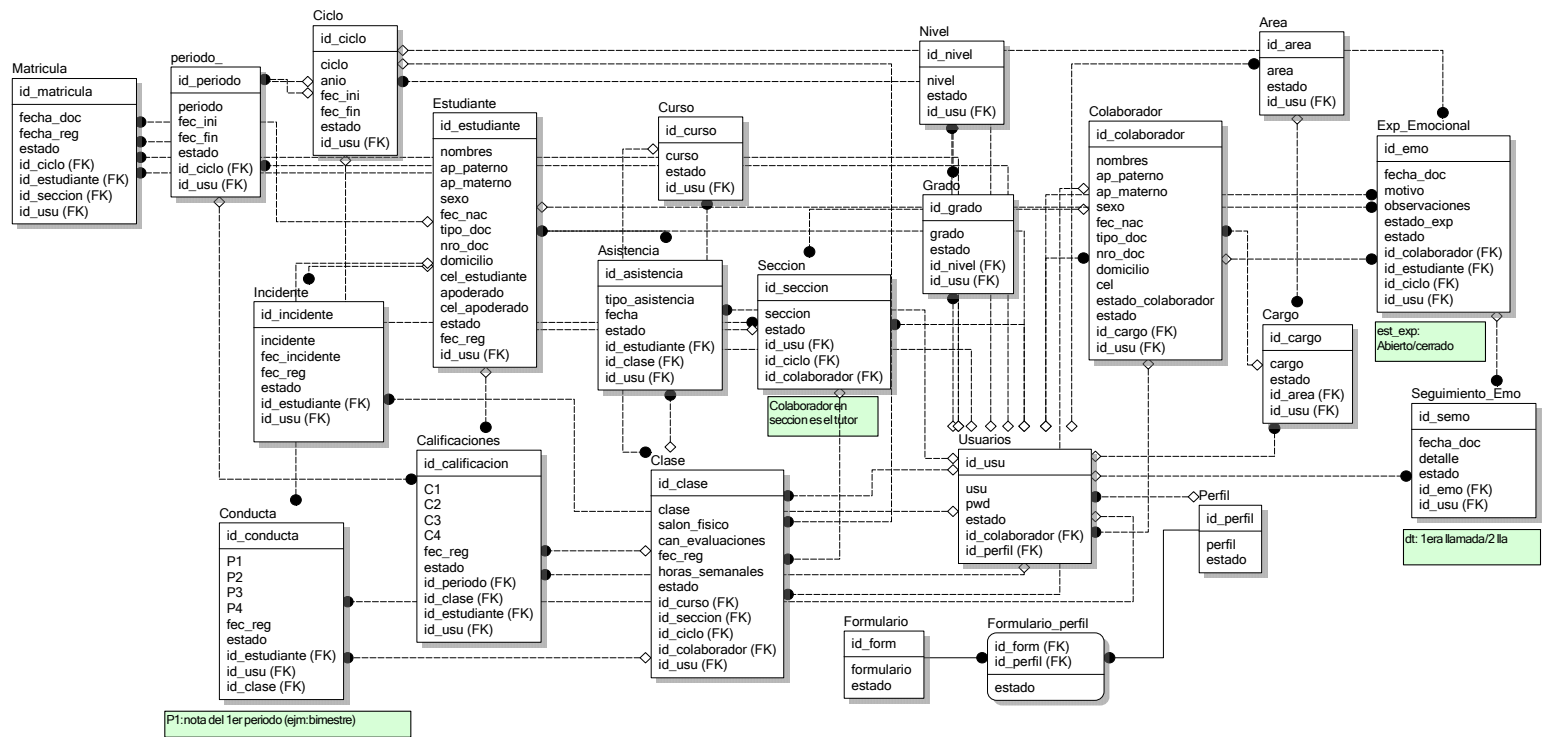 Matricula
id_matricula
fecha_doc
fecha_reg
estado
id_ciclo (FK)
id_estudiante (FK)
id_seccion (FK)
id_usu (FK)
periodo_
id_periodo
periodo
fec_ini
fec_fin
estado
id_ciclo (FK)
id_usu (FK)
Ciclo
id_ciclo
ciclo
anio
fec_ini
fec_fin
estado
id_usu (FK)
Estudiante
id_estudiante
nombres
ap_paterno
ap_materno
sexo
fec_nac
tipo_doc
nro_doc
domicilio
cel_estudiante
apoderado
cel_apoderado
estado
fec_reg
id_usu (FK)
Curso
id_curso
curso
estado
id_usu (FK)
Nivel
id_nivel
nivel
estado
id_usu (FK)
Grado
id_grado
grado
estado
id_nivel (FK)
id_usu (FK)
Colaborador
id_colaborador
nombres
ap_paterno
ap_materno
sexo
fec_nac
tipo_doc
nro_doc
domicilio
cel
estado_colaborador
estado
id_cargo (FK)
id_usu (FK)
Area
id_area
area
estado
id_usu (FK)
Exp_Emocional
id_emo
fecha_doc
motivo
observaciones
estado_exp
estado
id_colaborador (FK)
id_estudiante (FK)
id_ciclo (FK)
id_usu (FK)
est_exp:
Abierto/cerrado
Incidente
id_incidente
incidente
fec_incidente
fec_reg
estado
id_estudiante (FK)
id_usu (FK)
Asistencia
id_asistencia
tipo_asistencia
fecha
estado
id_estudiante (FK)
id_clase (FK)
id_usu (FK)
Seccion
id_seccion
seccion
estado
id_usu (FK)
id_ciclo (FK)
id_colaborador (FK)
Colaborador en
seccion es el tutor
Cargo
id_cargo
cargo
estado
id_area (FK)
id_usu (FK)
Seguimiento_Emo
id_semo
fecha_doc
detalle
estado
id_emo (FK)
id_usu (FK)
dt: 1era llamada/2 lla
Calificaciones
id_calificacion
C1
C2
C3
C4
fec_reg
estado
id_periodo (FK)
id_clase (FK)
id_estudiante (FK)
id_usu (FK)
Clase
id_clase
clase
salon_fisico
can_evaluaciones
fec_reg
horas_semanales
estado
id_curso (FK)
id_seccion (FK)
id_ciclo (FK)
id_colaborador (FK)
id_usu (FK)
Usuarios
id_usu
usu
pwd
estado
id_colaborador (FK)
id_perfil (FK)
Perfil
id_perfil
perfil
estado
Conducta
id_conducta
P1
P2
P3
P4
fec_reg
estado
id_estudiante (FK)
id_usu (FK)
id_clase (FK)
P1:nota del 1er periodo (ejm:bimestre)
Formulario
id_form
formulario
estado
Formulario_perfil
id_form (FK)
id_perfil (FK)
estado